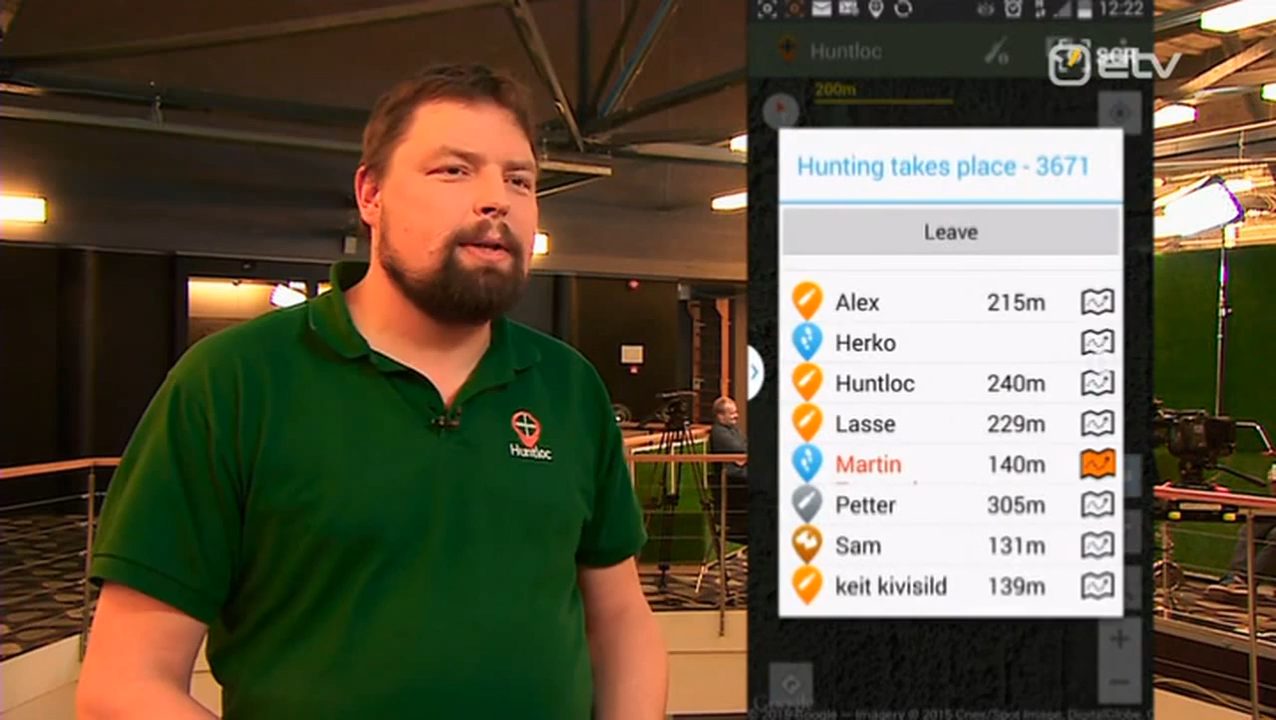 12:22
Huntloc
etv
200m
Hunting takes place - 3671
Leave
Alex 215m
Herko
Huntloc 240m
Lasse 229m
Martin 140m
Petter 305m
Sam 131m
keit kivisild 139m
Huntloc